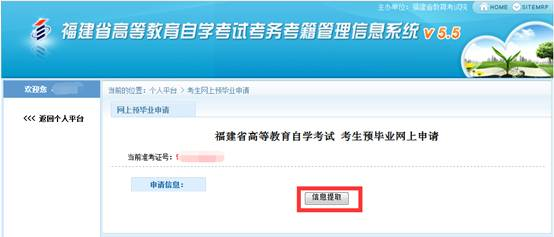 主办单位：福建省教育考试院 HOME SITEMAP
福建省高等教育自学考试考务考籍管理信息系统 V 5.5
欢迎您
当前的位置：个人平台 > 考生网上预毕业申请
<<< 返回个人平台
网上预毕业申请
福建省高等教育自学考试 考生预毕业网上申请
当前准考证号：
申请信息：
信息提取